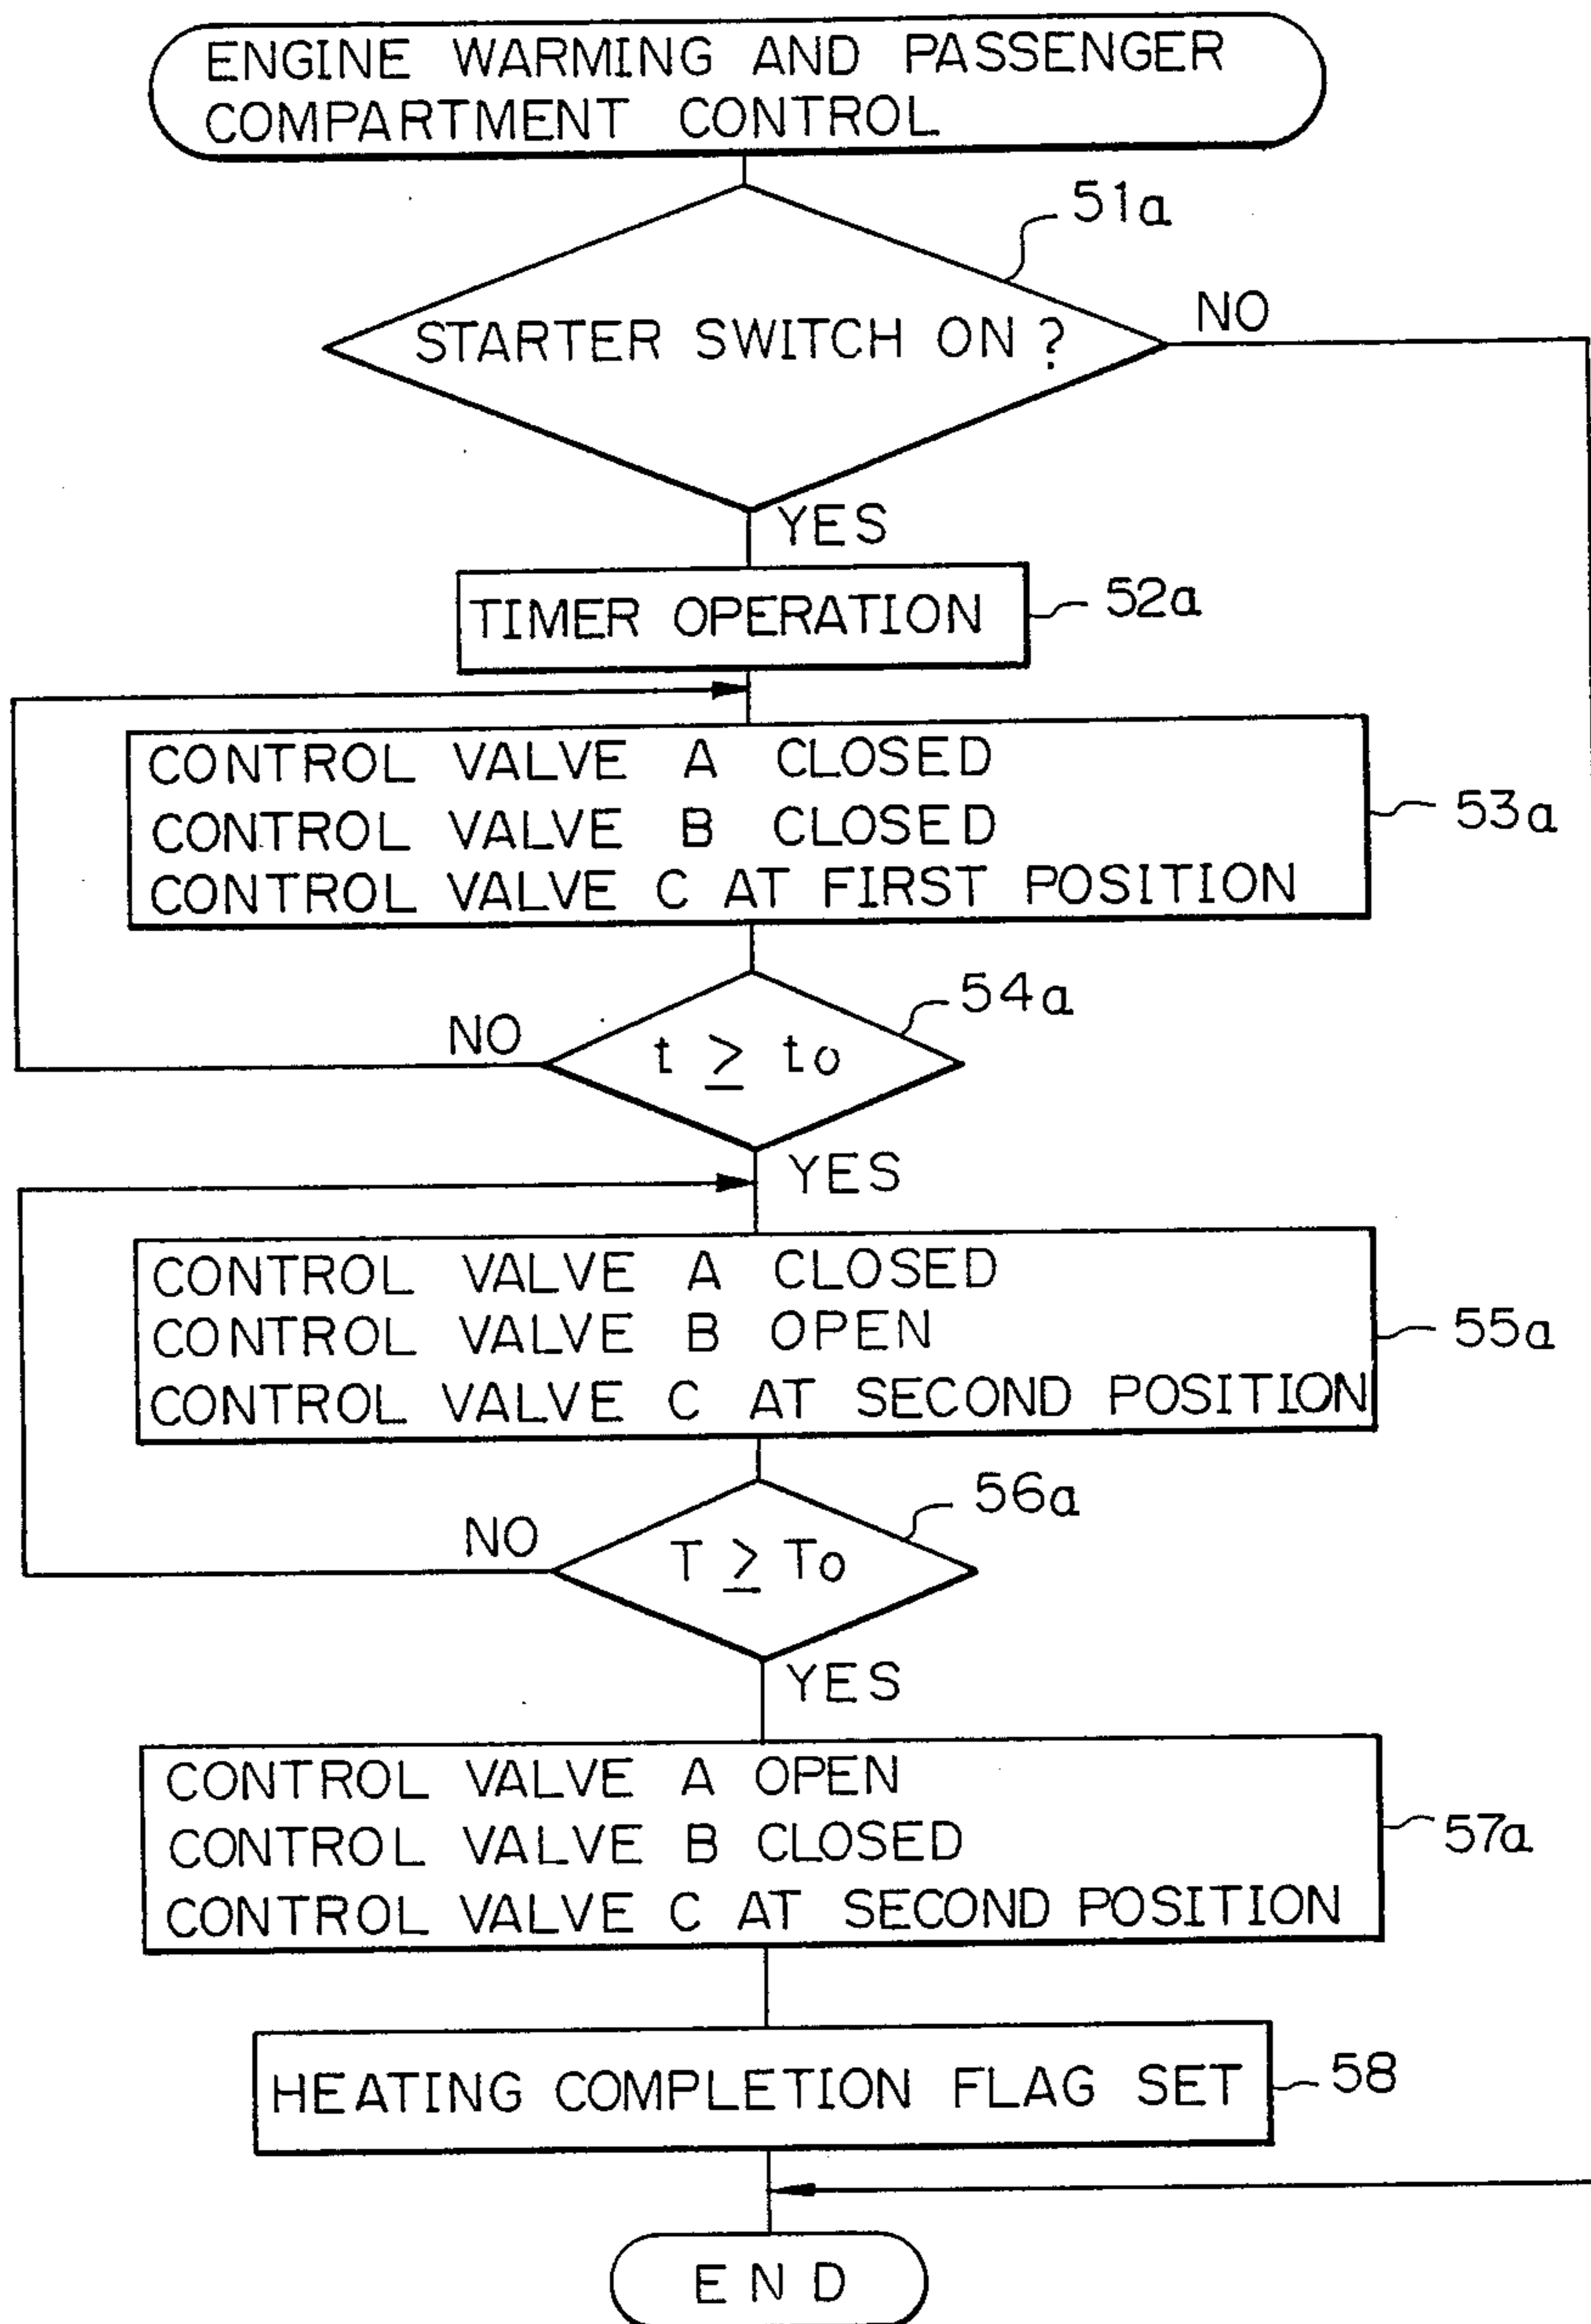 ENGINE WARMING AND PASSENGER
COMPARTMENT CONTROL
51a
STARTER SWITCH ON ?
NO
YES
TIMER OPERATION
52a
CONTROL VALVE A CLOSED
CONTROL VALVE B CLOSED
CONTROL VALVE C AT FIRST POSITION
53a
54a
NO
t ≥ to
YES
CONTROL VALVE A CLOSED
CONTROL VALVE B OPEN
CONTROL VALVE C AT SECOND POSITION
55a
56a
NO
T ≥ To
YES
CONTROL VALVE A OPEN
CONTROL VALVE B CLOSED
CONTROL VALVE C AT SECOND POSITION
57a
HEATING COMPLETION FLAG SET
58
END